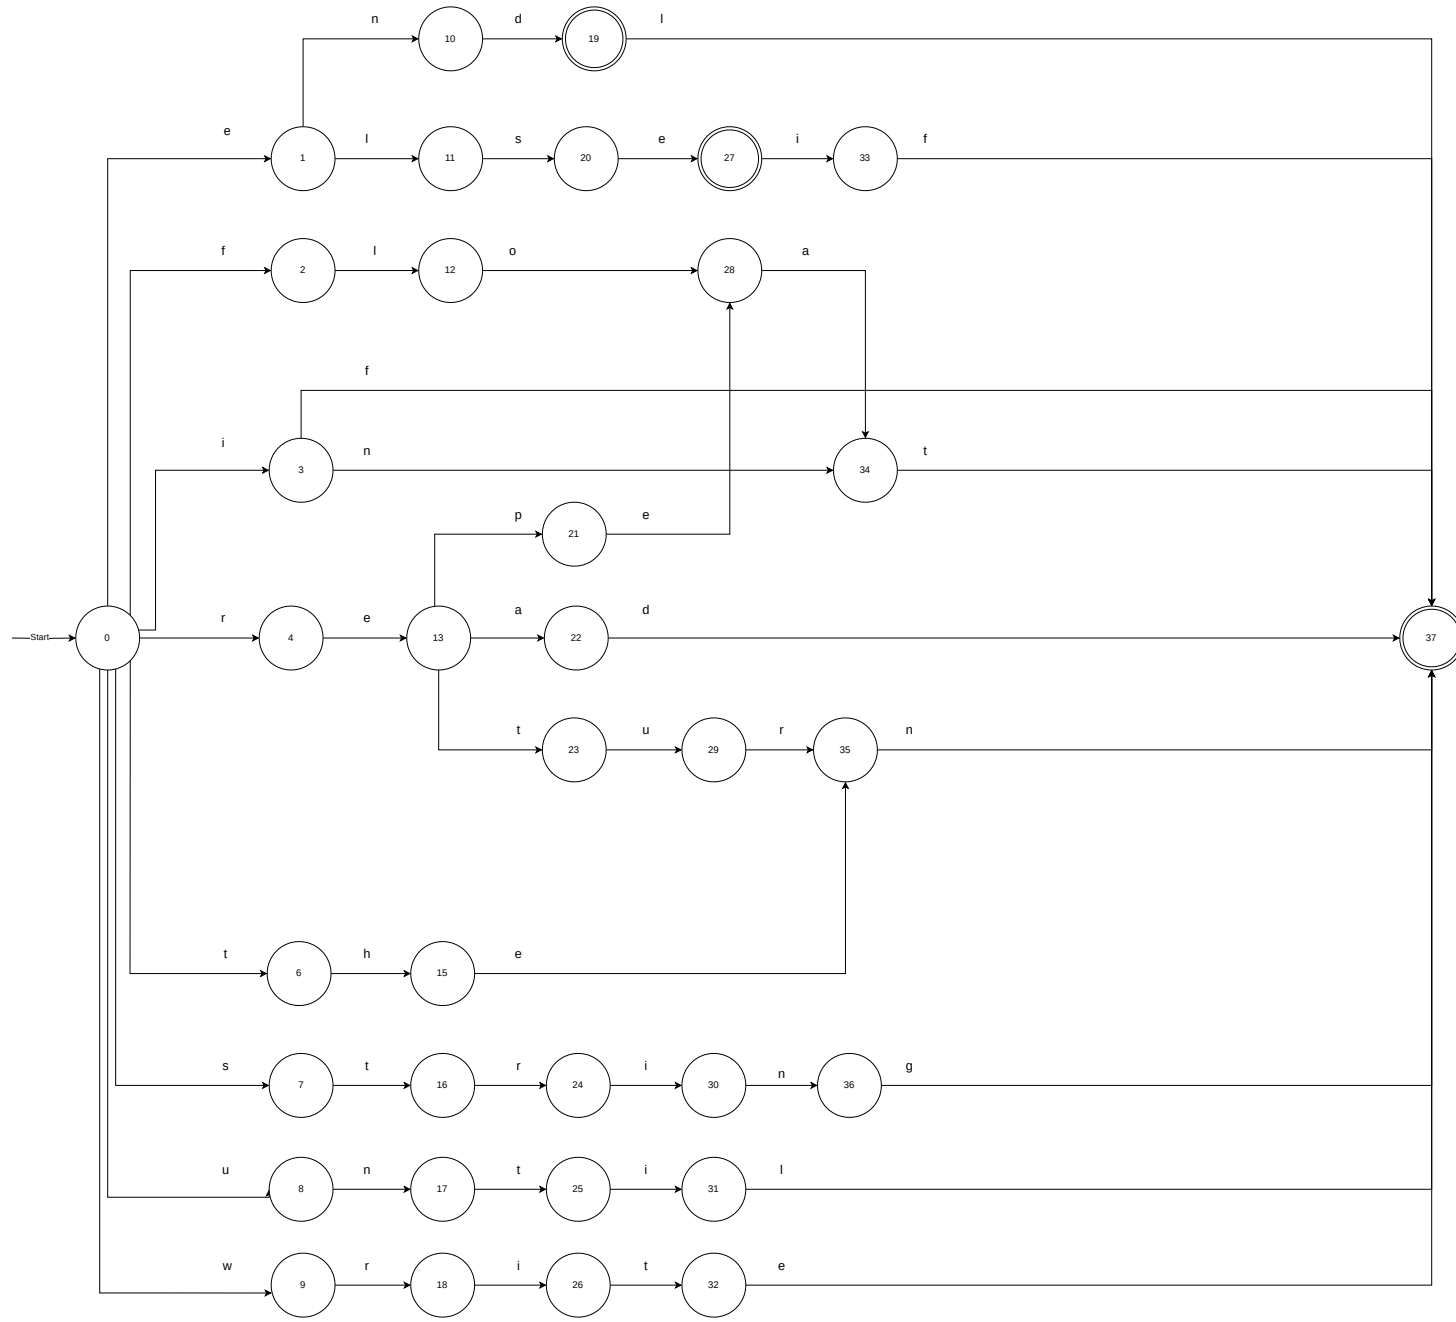 n d l
10 19
e l s e i f
1 11 20 27 33
f l o a
2 12 28
f
i n t
3 34
p e
21
r e a d
Start 0 4 13 22 37
t u r n
23 29 35
t h e
6 15
s t r i n g
7 16 24 30 36
u n t i l
8 17 25 31
w r i t e
9 18 26 32